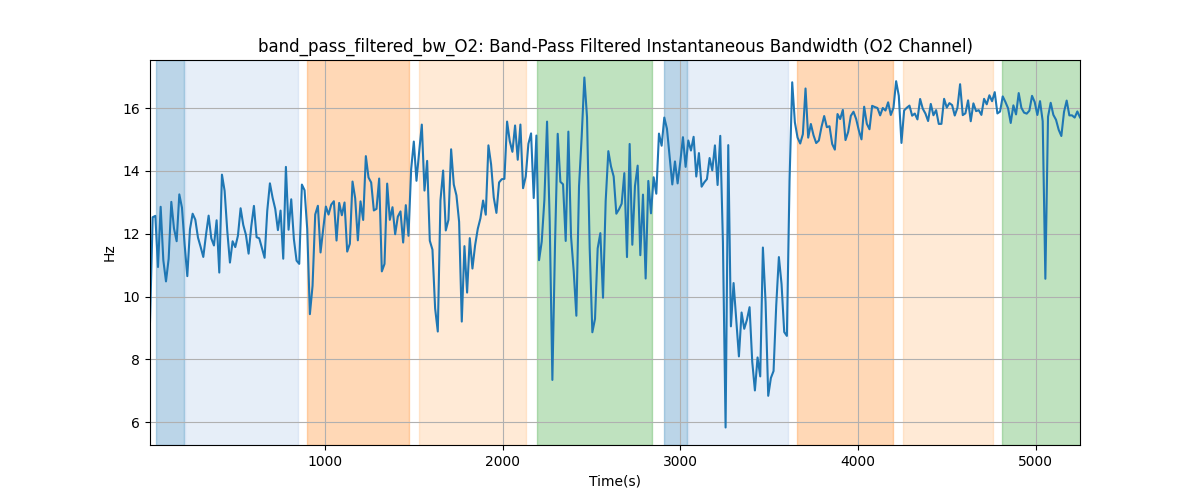 band_pass_filtered_bw_O2: Band-Pass Filtered Instantaneous Bandwidth (O2 Channel)
16
14
12
10
8
6
Hz
1000 2000 3000 4000 5000
Time(s)